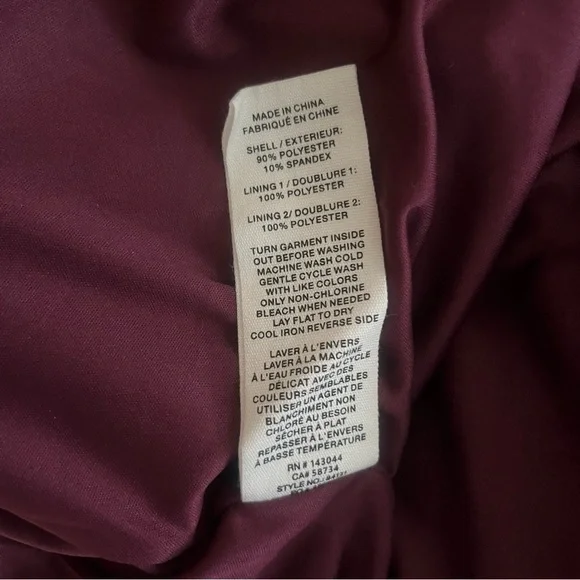 MADE IN CHINA
FABRIQUÉ EN CHINE
SHELL / EXTERIEUR:
90% POLYESTER
10% SPANDEX
LINING 1 / DOUBLURE 1:
100% POLYESTER
LINING 2/ DOUBLURE 2:
100% POLYESTER
TURN GARMENT INSIDE
OUT BEFORE WASHING
MACHINE WASH COLD
GENTLE CYCLE WASH
WITH LIKE COLORS
ONLY NON-CHLORINE
BLEACH WHEN NEEDED
LAY FLAT TO DRY
COOL IRON REVERSE SIDE
LAVER À L'ENVERS
LAVER À LA MACHINE
À L'EAU FROIDE AU CYCLE
DÉLICAT AVEC DES
COULEURS SEMBLABLES
UTILISER UN AGENT DE
BLANCHIMENT NON
CHLORÉ AU BESOIN
SÉCHER À PLAT
REPASSER À L'ENVERS
À BASSE TEMPÉRATURE
RN # 143044
CA# 58734
STYLE NO.: